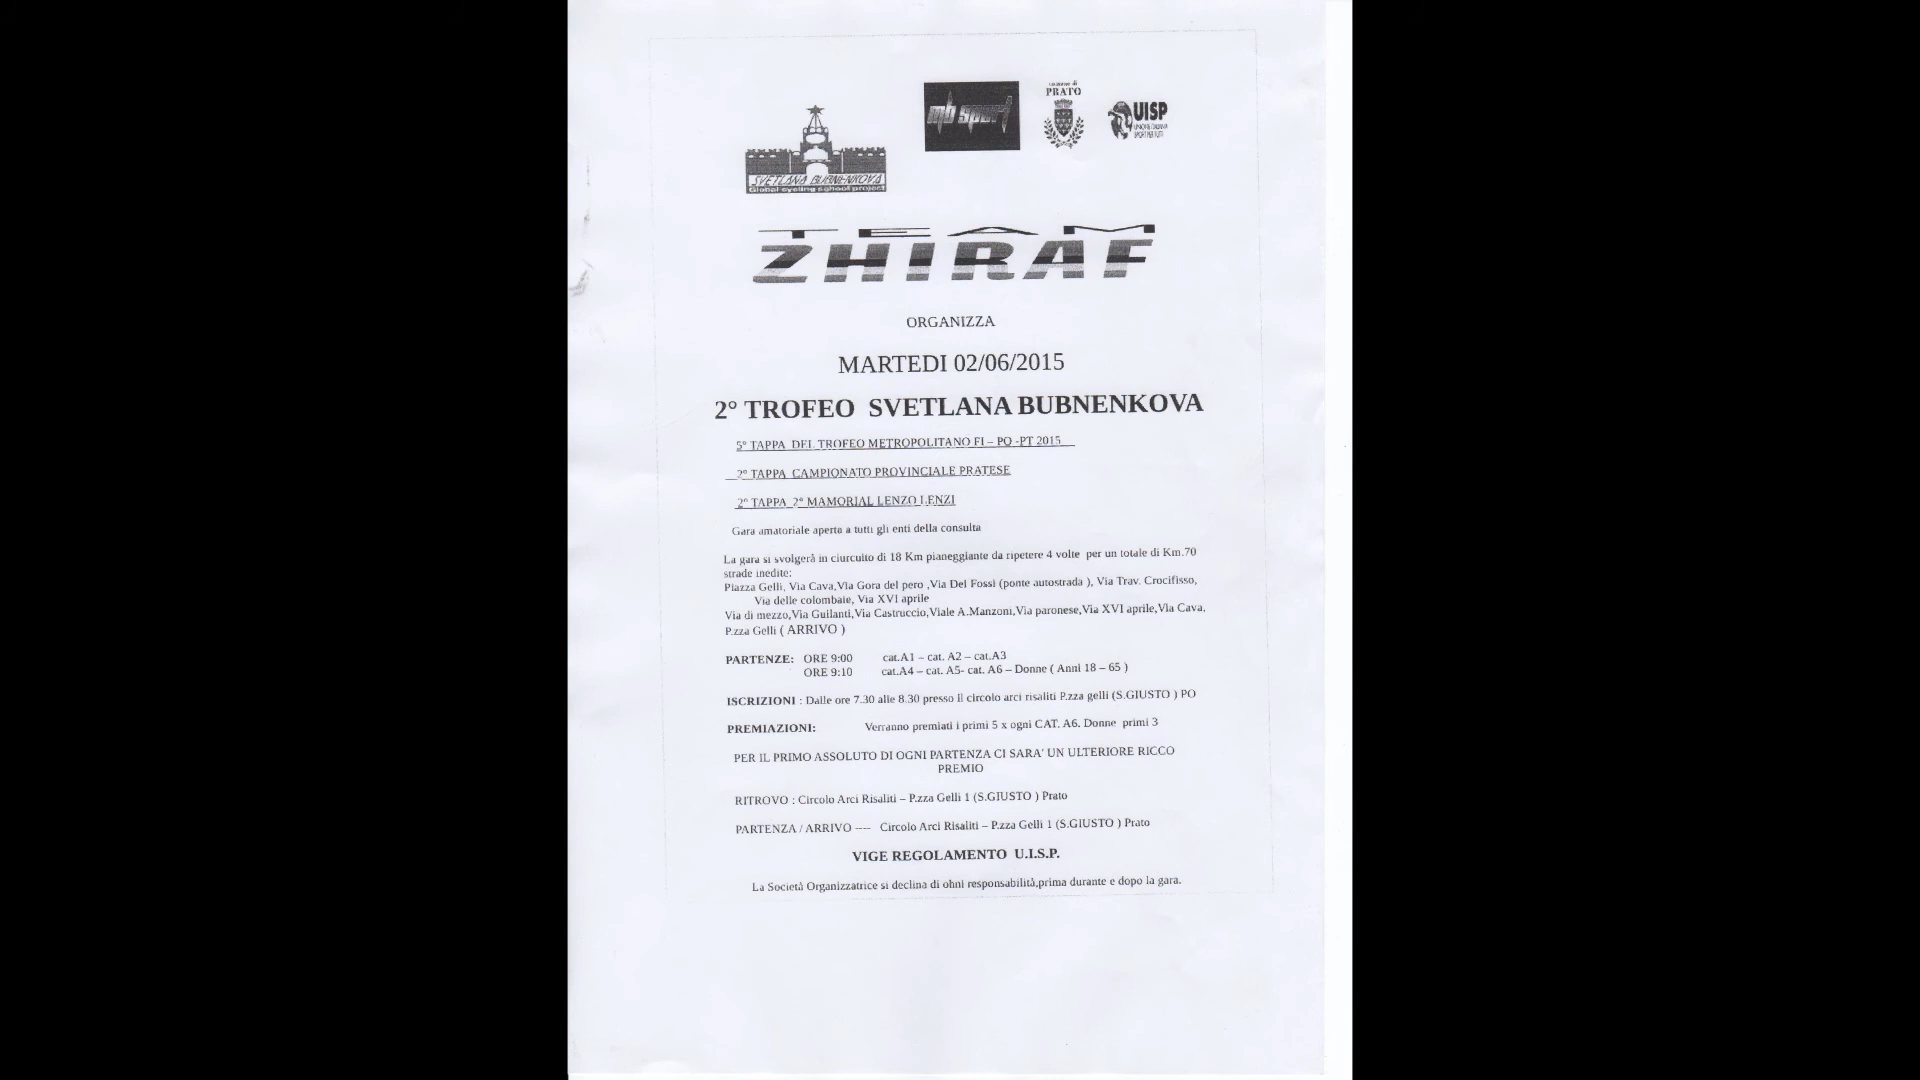 SVETLANA BUBNENKOVA
Global cycling school project
mb sport
comune di
PRATO
UISP
UNIONE ITALIANA
SPORT PER TUTTI
TEAM
ZHIRAF
ORGANIZZA
MARTEDI 02/06/2015
2° TROFEO SVETLANA BUBNENKOVA
5° TAPPA DEL TROFEO METROPOLITANO FI – PO -PT 2015
2° TAPPA CAMPIONATO PROVINCIALE PRATESE
2° TAPPA 2° MAMORIAL LENZO LENZI
Gara amatoriale aperta a tutti gli enti della consulta
La gara si svolgerà in ciurcuito di 18 Km pianeggiante da ripetere 4 volte per un totale di Km.70
strade inedite:
Piazza Gelli, Via Cava,Via Gora del pero ,Via Dei Fossi (ponte autostrada ), Via Trav. Crocifisso,
Via delle colombaie, Via XVI aprile
Via di mezzo,Via Guilanti,Via Castruccio,Viale A.Manzoni,Via paronese,Via XVI aprile,Via Cava,
P.zza Gelli ( ARRIVO )
PARTENZE: ORE 9:00 cat.A1 – cat. A2 – cat.A3
ORE 9:10 cat.A4 – cat. A5- cat. A6 – Donne ( Anni 18 – 65 )
ISCRIZIONI : Dalle ore 7.30 alle 8.30 presso il circolo arci risaliti P.zza gelli (S.GIUSTO ) PO
PREMIAZIONI: Verranno premiati i primi 5 x ogni CAT. A6. Donne primi 3
PER IL PRIMO ASSOLUTO DI OGNI PARTENZA CI SARA' UN ULTERIORE RICCO
PREMIO
RITROVO : Circolo Arci Risaliti – P.zza Gelli 1 (S.GIUSTO ) Prato
PARTENZA / ARRIVO ---- Circolo Arci Risaliti – P.zza Gelli 1 (S.GIUSTO ) Prato
VIGE REGOLAMENTO U.I.S.P.
La Società Organizzatrice si declina di ohni responsabilità,prima durante e dopo la gara.